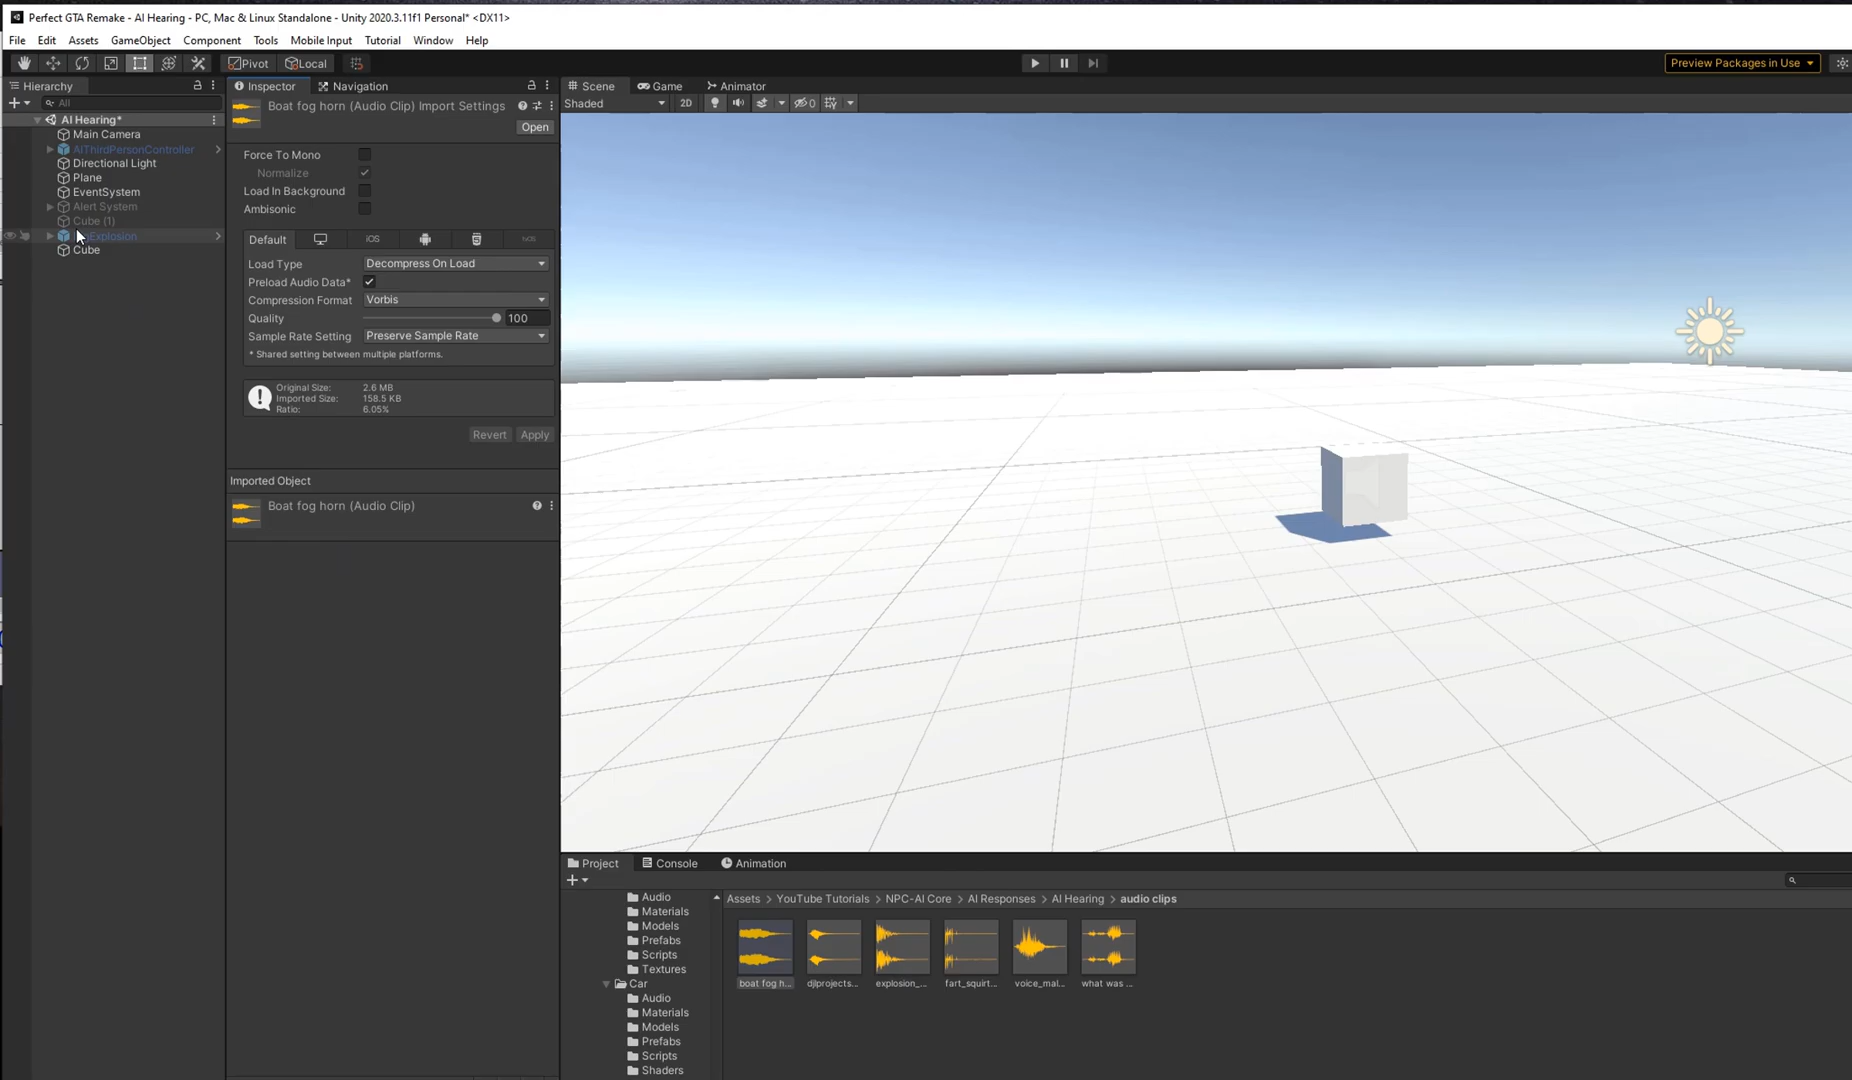 Perfect GTA Remake - AI Hearing - PC, Mac & Linux Standalone - Unity 2020.3.11f1 Personal* <DX11>
File Edit Assets GameObject Component Tools Mobile Input Tutorial Window Help
Pivot Local
Preview Packages in Use
Hierarchy
All
AI Hearing*
Main Camera
AIThirdPersonController
Directional Light
Plane
EventSystem
Alert System
Cube (1)
Explosion
Cube
Inspector Navigation
Boat fog horn (Audio Clip) Import Settings
Open
Force To Mono
Normalize
Load In Background
Ambisonic
Default iOS
Load Type Decompress On Load
Preload Audio Data*
Compression Format Vorbis
Quality 100
Sample Rate Setting Preserve Sample Rate
* Shared setting between multiple platforms.
Original Size: 2.6 MB
Imported Size: 158.5 KB
Ratio: 6.05%
Revert Apply
Imported Object
Boat fog horn (Audio Clip)
Scene Game Animator
Shaded 2D 0
Project Console Animation
Audio
Materials
Models
Prefabs
Scripts
Textures
Car
Audio
Materials
Models
Prefabs
Scripts
Shaders
Assets > YouTube Tutorials > NPC-AI Core > AI Responses > AI Hearing > audio clips
boat fog h... djlprojects... explosion_... fart_squirt... voice_mal... what was ...